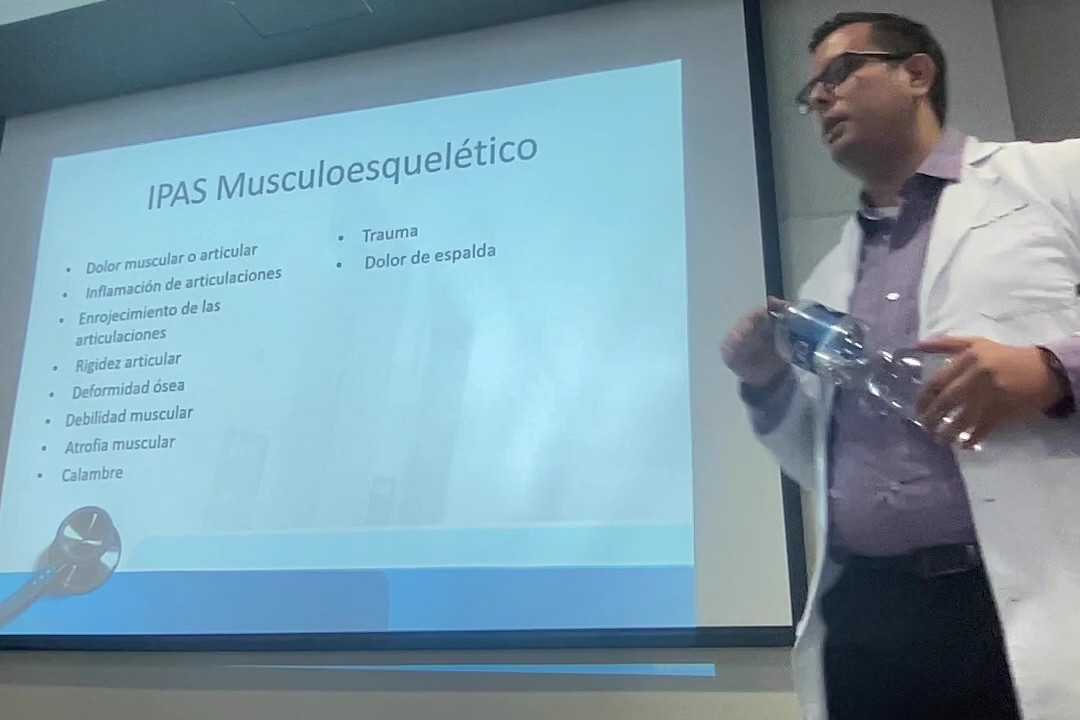 IPAS Musculoesquelético
• Dolor muscular o articular
• Inflamación de articulaciones
• Enrojecimiento de las
articulaciones
• Rigidez articular
• Deformidad ósea
• Debilidad muscular
• Atrofia muscular
• Calambre
• Trauma
• Dolor de espalda